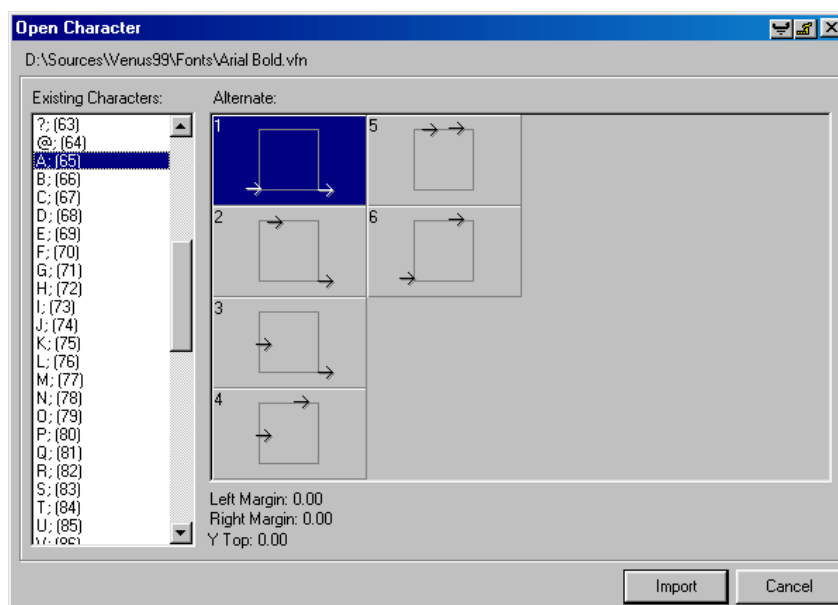 Open Character
D:\Sources\Venus99\Fonts\Arial Bold.vfn
Existing Characters:
?; (63)
@; (64)
A; (65)
B; (66)
C; (67)
D; (68)
E; (69)
F; (70)
G; (71)
H; (72)
I; (73)
J; (74)
K; (75)
L; (76)
M; (77)
N; (78)
O; (79)
P; (80)
Q; (81)
R; (82)
S; (83)
T; (84)
U; (85)
Alternate:
1
5
2
6
3
4
Left Margin: 0.00
Right Margin: 0.00
Y Top: 0.00
Import
Cancel